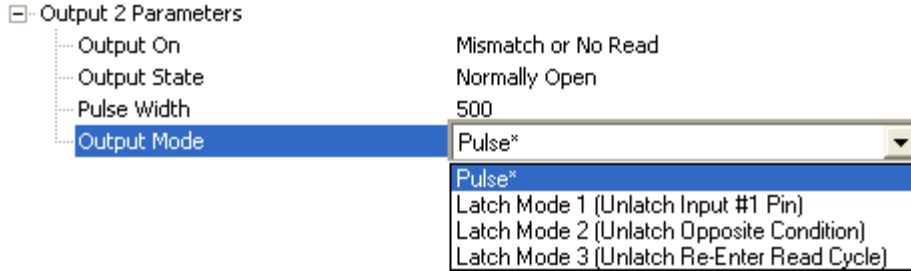 Output 2 Parameters
Output On Mismatch or No Read
Output State Normally Open
Pulse Width 500
Output Mode Pulse*
Pulse*
Latch Mode 1 (Unlatch Input #1 Pin)
Latch Mode 2 (Unlatch Opposite Condition)
Latch Mode 3 (Unlatch Re-Enter Read Cycle)